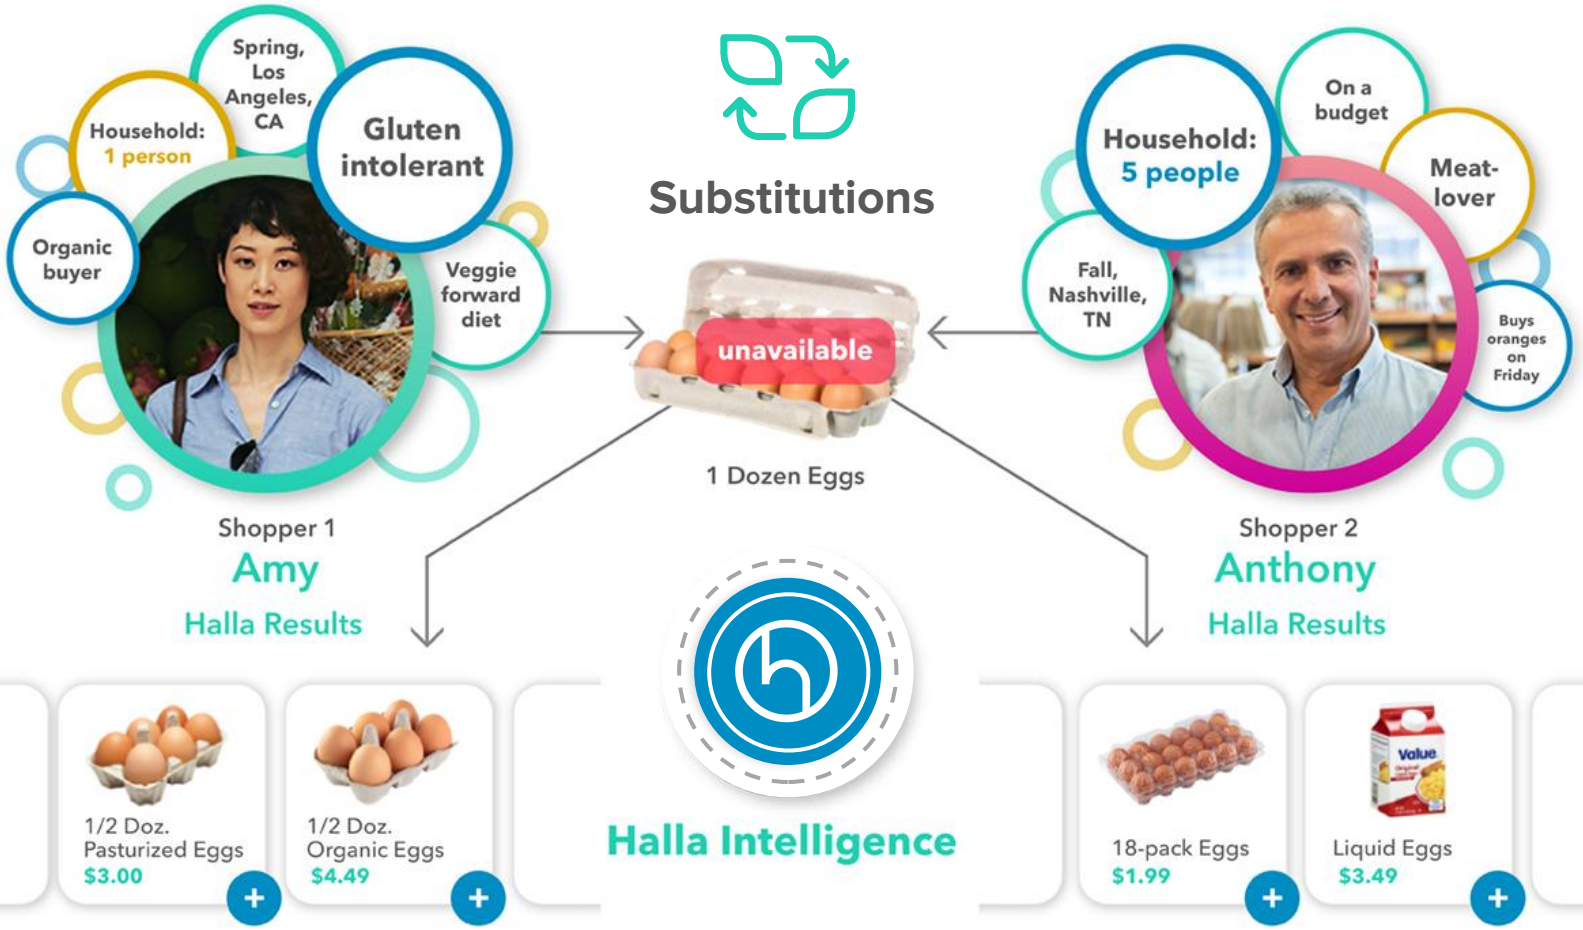 Spring,
Los
Angeles,
CA
Household:
1 person
Gluten
intolerant
Organic
buyer
Veggie
forward
diet
Shopper 1
Amy
Halla Results
Substitutions
unavailable
1 Dozen Eggs
Household:
5 people
On a
budget
Meat-
lover
Fall,
Nashville,
TN
Buys
oranges
on
Friday
Shopper 2
Anthony
Halla Results
1/2 Doz.
Pasturized Eggs
$3.00
+
1/2 Doz.
Organic Eggs
$4.49
+
h
Halla Intelligence
18-pack Eggs
$1.99
+
Value
Original
Liquid Eggs
$3.49
+